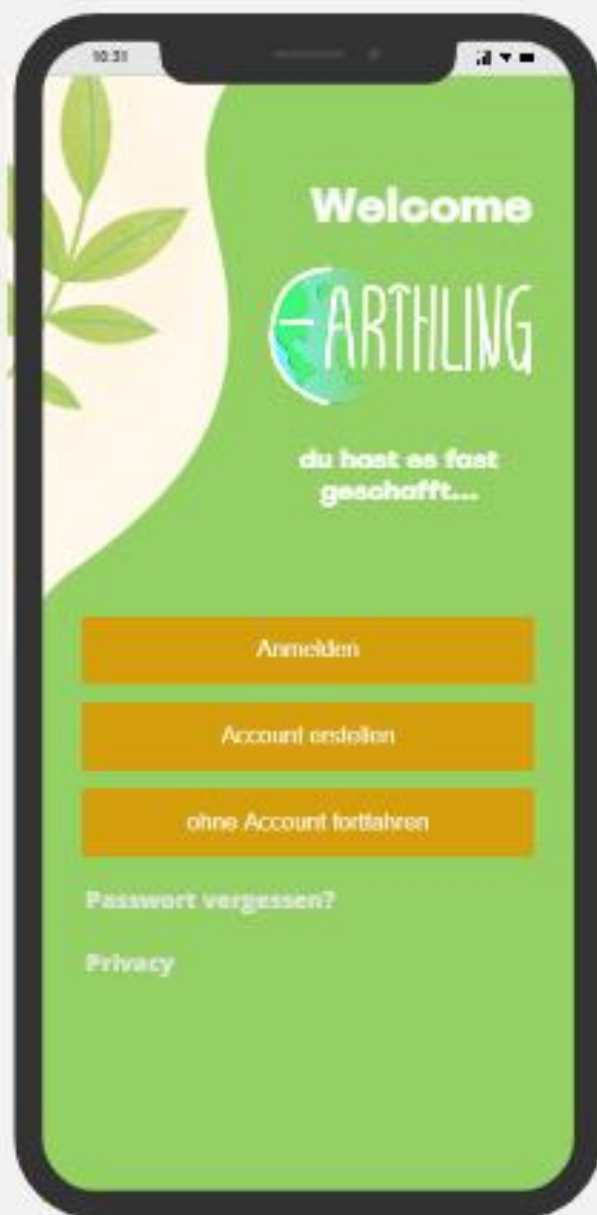 10:31
Welcome
EARTHLING
du hast es fast
geschafft...
Anmelden
Account erstellen
ohne Account fortfahren
Passwort vergessen?
Privacy